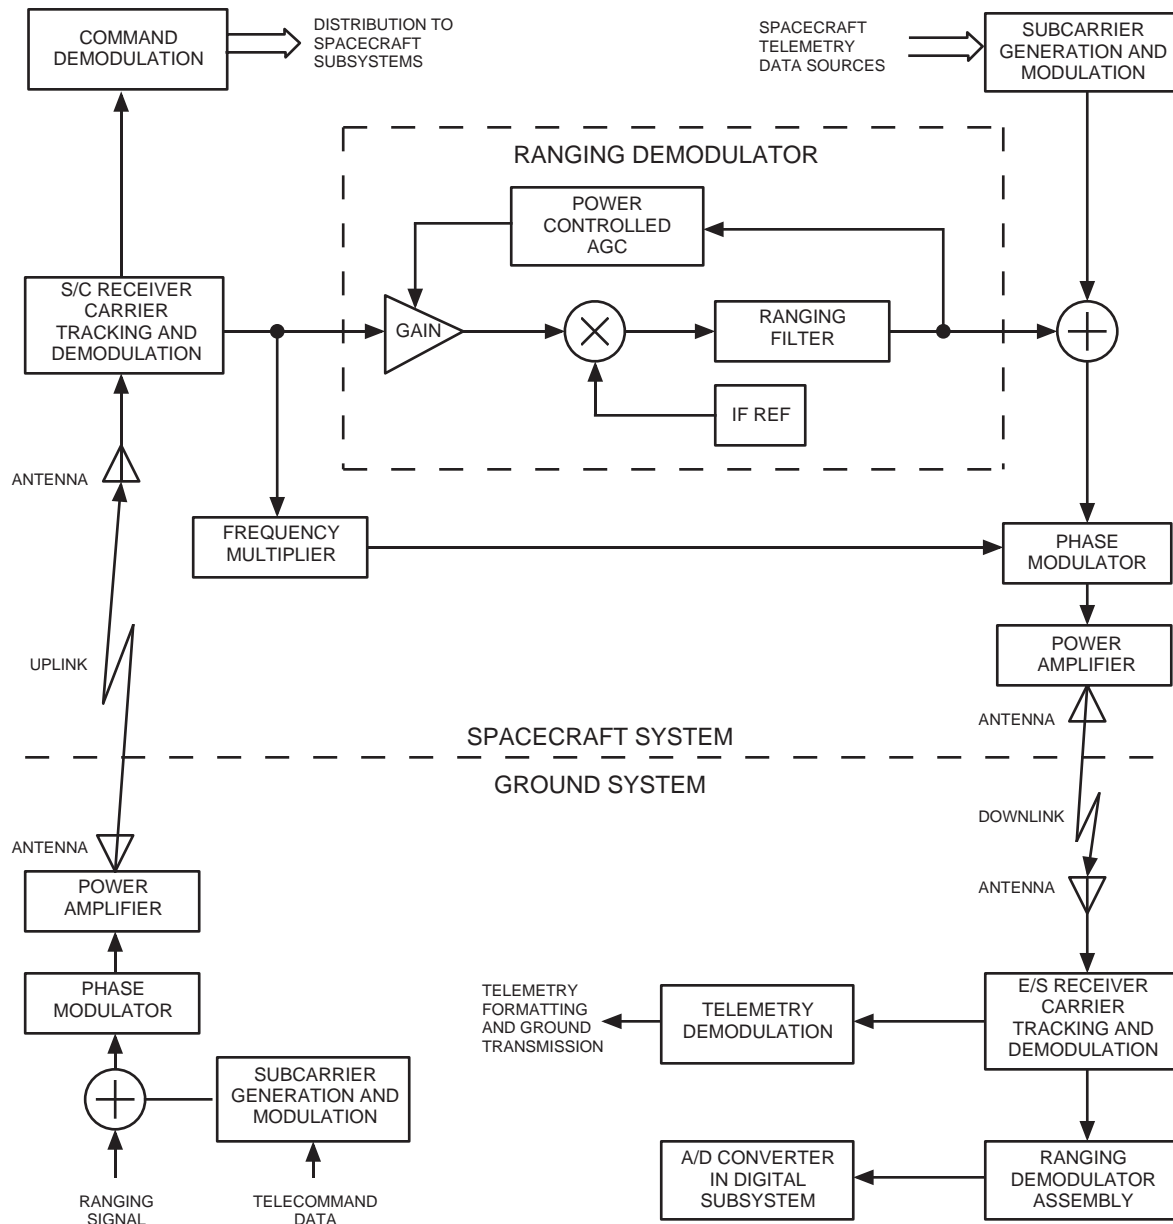 COMMAND
DEMODULATION
DISTRIBUTION TO
SPACECRAFT
SUBSYSTEMS
SPACECRAFT
TELEMETRY
DATA SOURCES
SUBCARRIER
GENERATION AND
MODULATION
RANGING DEMODULATOR
POWER
CONTROLLED
AGC
S/C RECEIVER
CARRIER
TRACKING AND
DEMODULATION
GAIN
RANGING
FILTER
IF REF
ANTENNA
FREQUENCY
MULTIPLIER
PHASE
MODULATOR
UPLINK
POWER
AMPLIFIER
ANTENNA
SPACECRAFT SYSTEM
GROUND SYSTEM
DOWNLINK
ANTENNA
POWER
AMPLIFIER
ANTENNA
PHASE
MODULATOR
TELEMETRY
FORMATTING
AND GROUND
TRANSMISSION
TELEMETRY
DEMODULATION
E/S RECEIVER
CARRIER
TRACKING AND
DEMODULATION
SUBCARRIER
GENERATION AND
MODULATION
A/D CONVERTER
IN DIGITAL
SUBSYSTEM
RANGING
DEMODULATOR
ASSEMBLY
RANGING
SIGNAL
TELECOMMAND
DATA